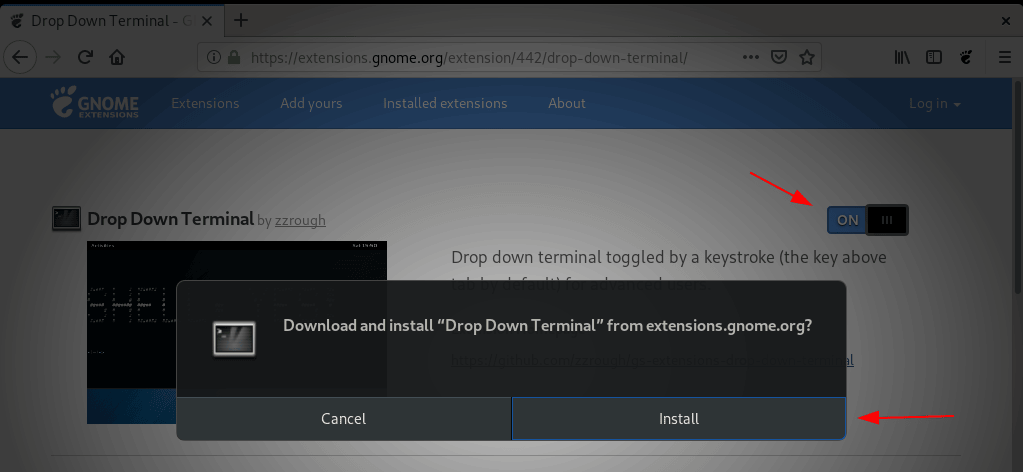 Drop Down Terminal - G
https://extensions.gnome.org/extension/442/drop-down-terminal/
GNOME
EXTENSIONS
Extensions
Add yours
Installed extensions
About
Log in
Drop Down Terminal by zzrough
ON
III
Drop down terminal toggled by a keystroke (the key above
tab by default) for advanced users.
Download and install “Drop Down Terminal” from extensions.gnome.org?
Cancel
Install